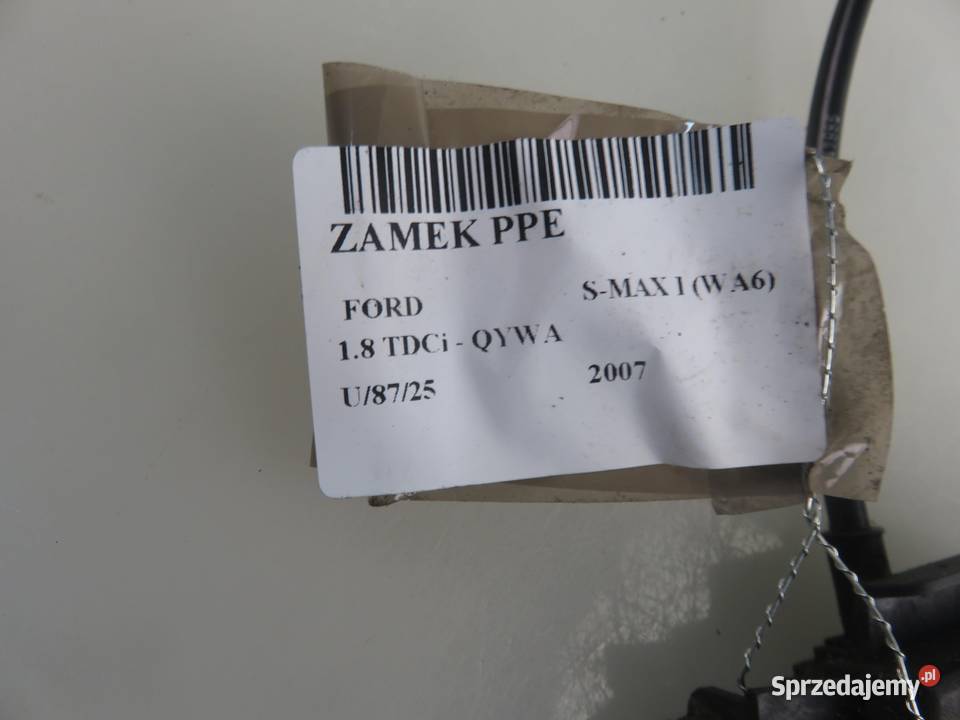 ZAMEK PPE
FORD
S-MAX I (WA6)
1.8 TDCi - QYWA
U/87/25
2007
Sprzedajemy.pl